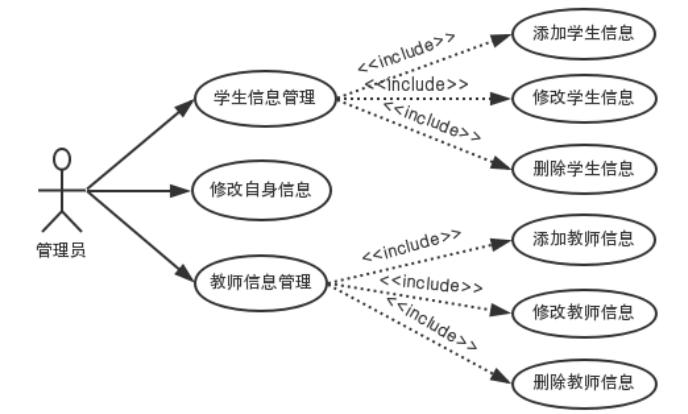 添加学生信息
<<include>>
学生信息管理
<<include>>
修改学生信息
<<include>>
删除学生信息
管理员
修改自身信息
添加教师信息
<<include>>
教师信息管理
<<include>>
修改教师信息
<<include>>
删除教师信息